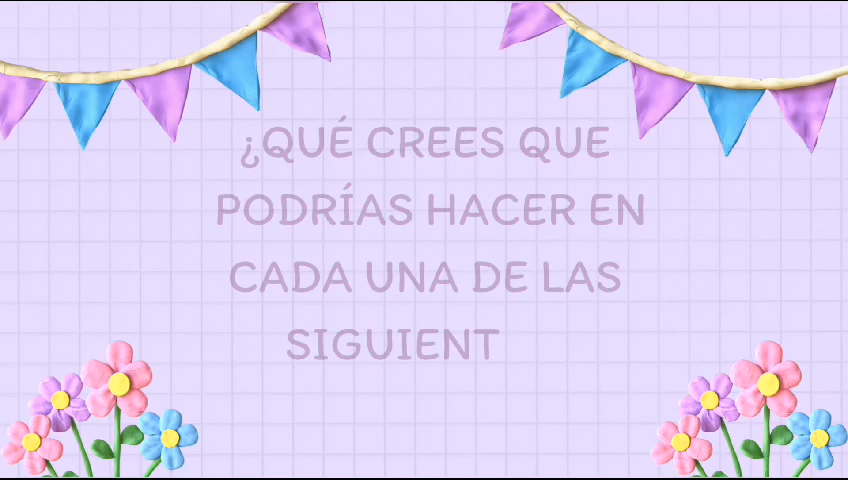 ¿QUÉ CREES QUE
PODRÍAS HACER EN
CADA UNA DE LAS
SIGUIENT